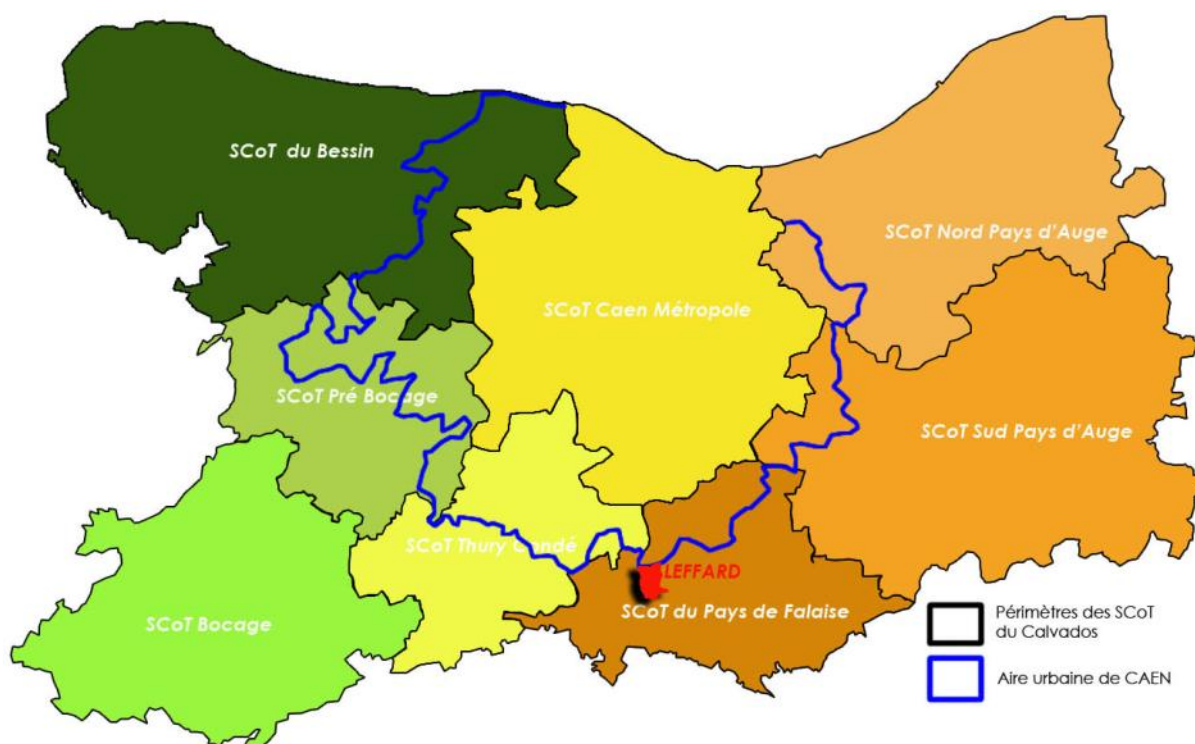 SCoT du Bessin
SCoT Nord Pays d'Auge
SCoT Caen Métropole
SCoT Pré Bocage
SCoT Sud Pays d'Auge
SCoT Thury Condé
LEFFARD
SCoT du Pays de Falaise
SCoT Bocage
Périmètres des SCoT
du Calvados
Aire urbaine de CAEN